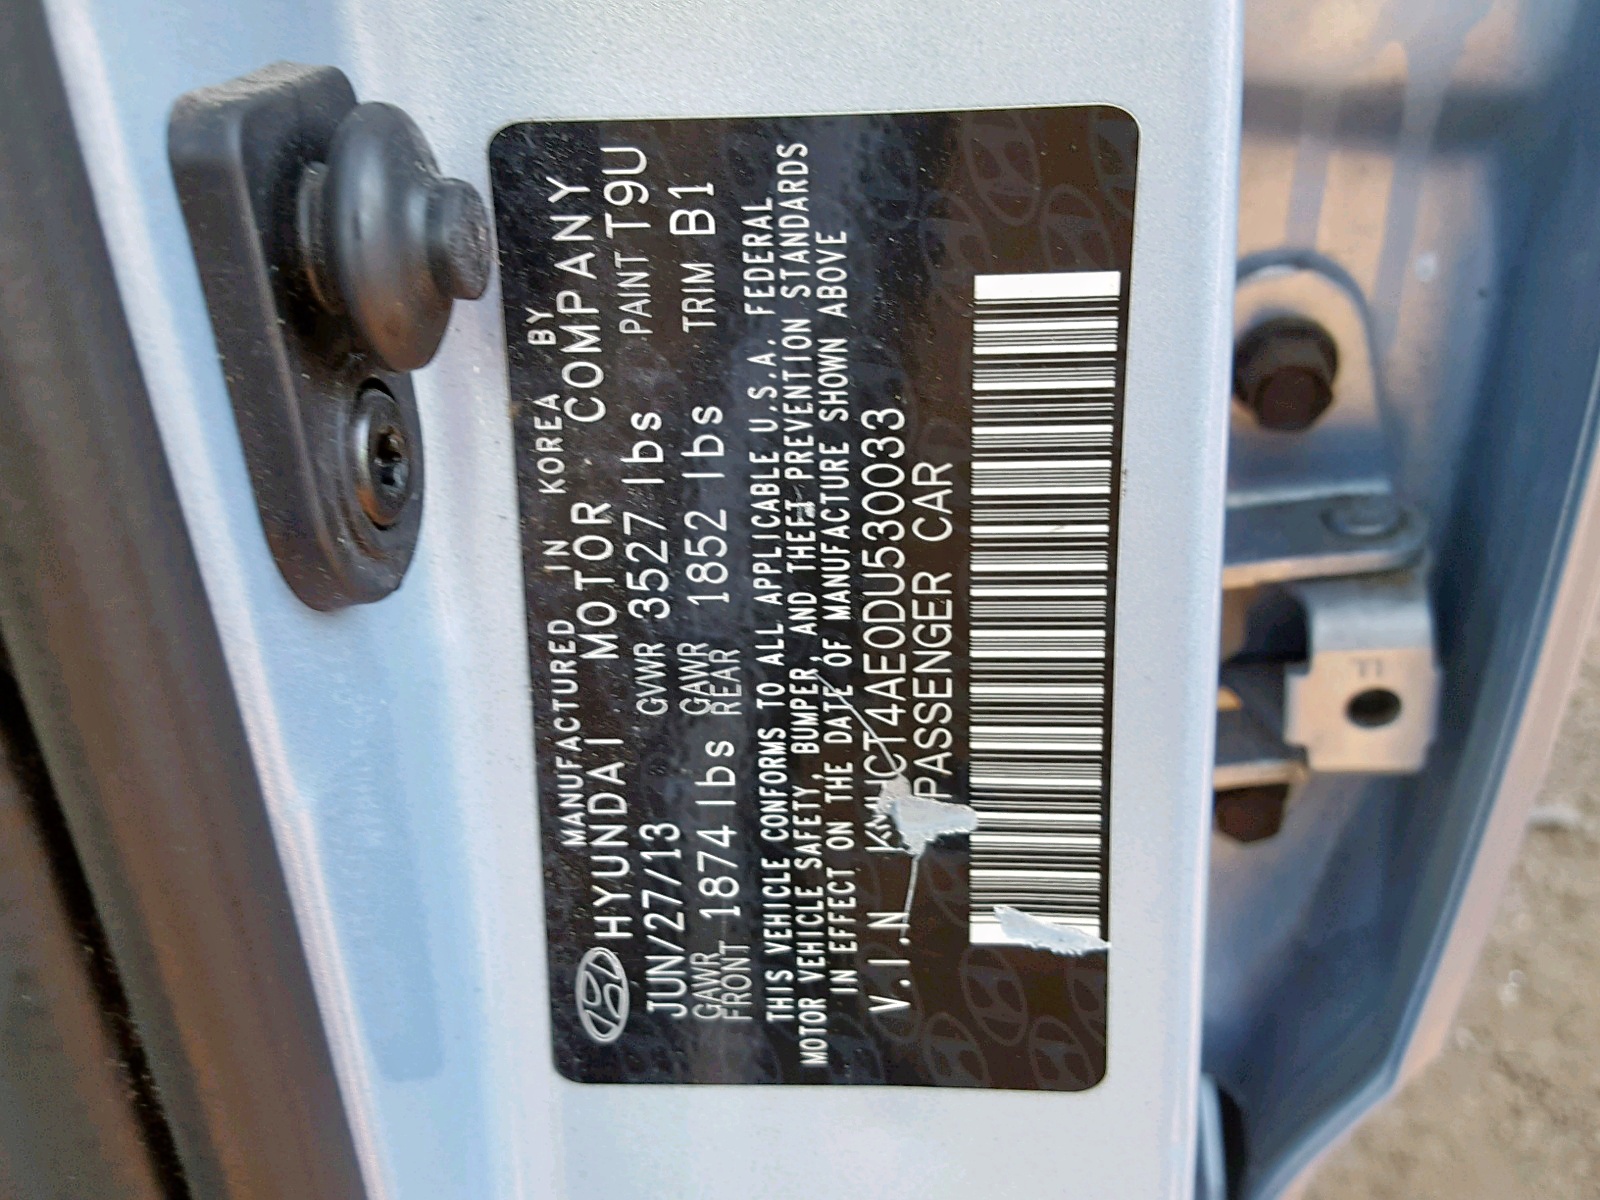 MANUFACTURED IN KOREA BY
HYUNDAI MOTOR COMPANY
JUN/27/13 GVWR 3527 lbs PAINT T9U
GAWR FRONT 1874 lbs GAWR REAR 1852 lbs TRIM B1
THIS VEHICLE CONFORMS TO ALL APPLICABLE U.S.A. FEDERAL
MOTOR VEHICLE SAFETY, BUMPER, AND THEFT PREVENTION STANDARDS
IN EFFECT ON THE DATE OF MANUFACTURE SHOWN ABOVE
V.I.N KMHCT4AE0DU530033
PASSENGER CAR